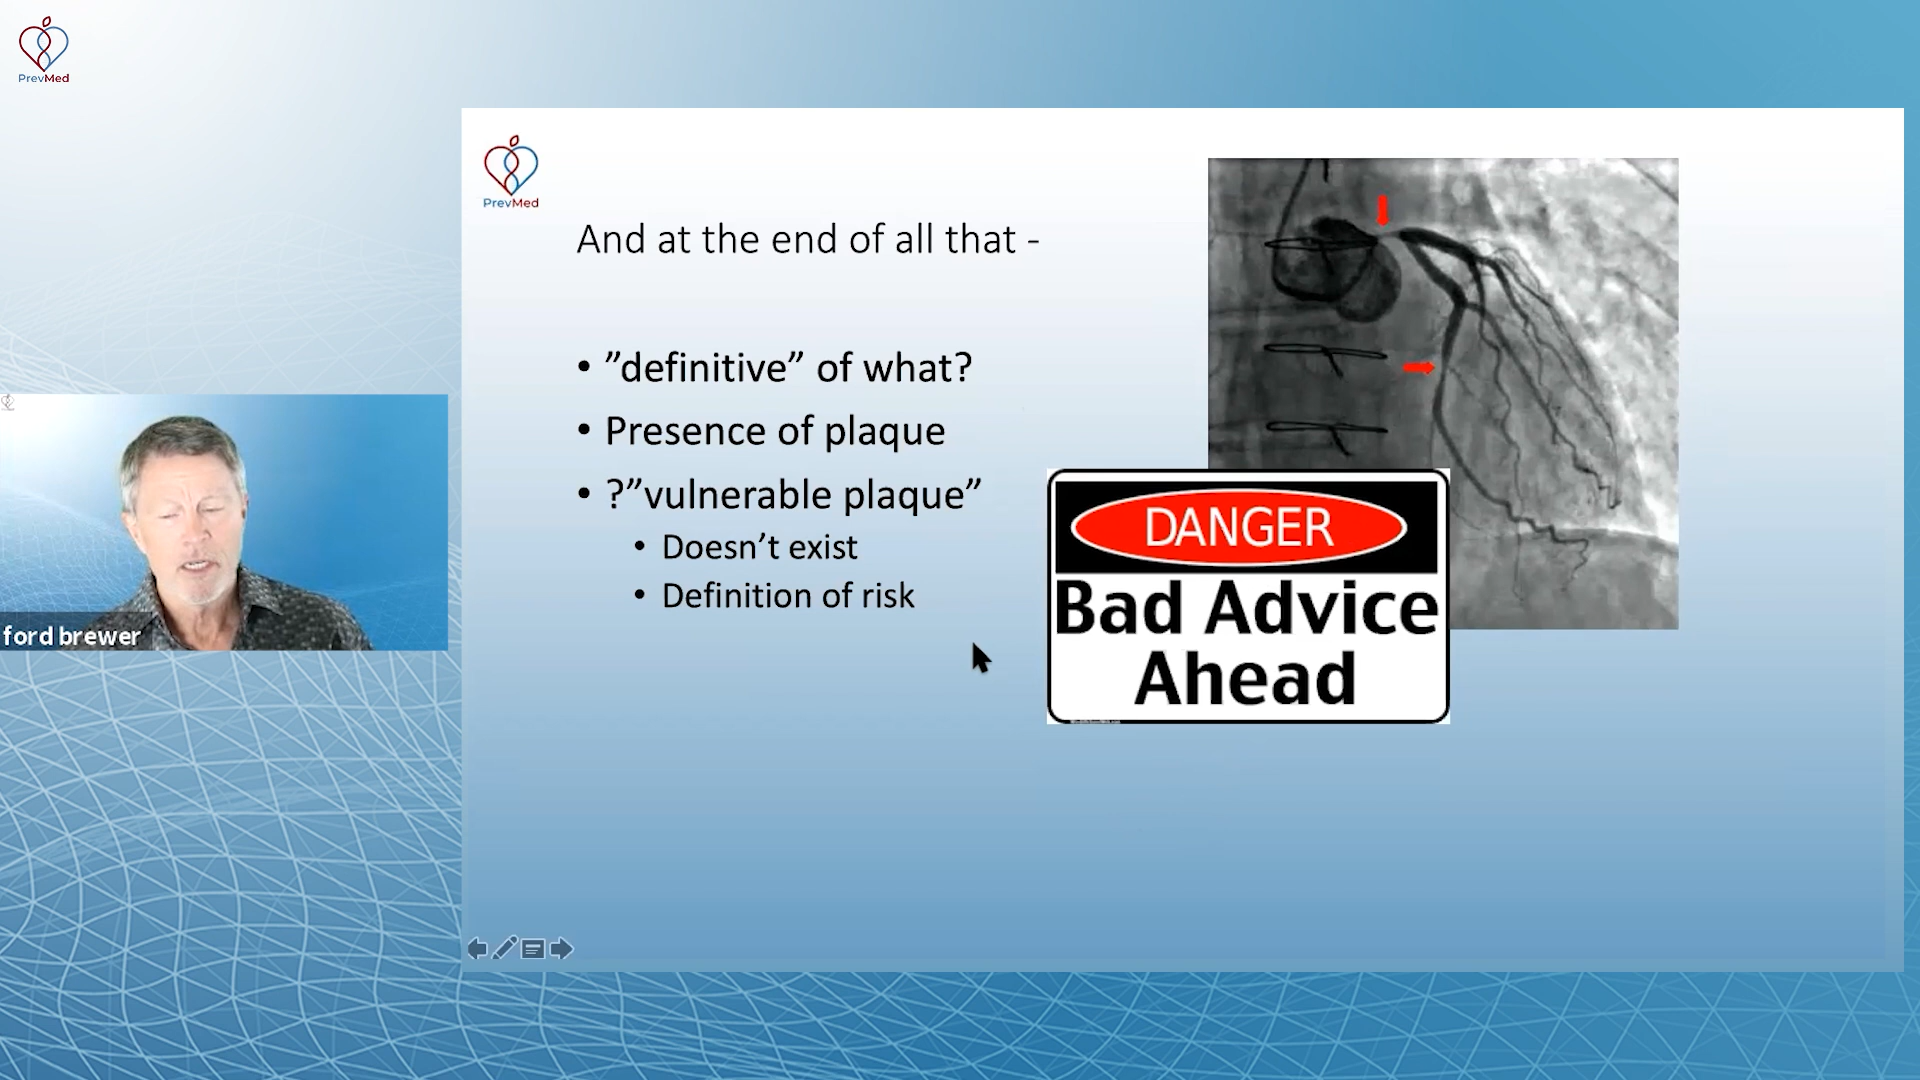 PrevMed
PrevMed
And at the end of all that -
• ”definitive” of what?
• Presence of plaque
• ?”vulnerable plaque”
• Doesn’t exist
• Definition of risk
DANGER
Bad Advice
Ahead
ford brewer